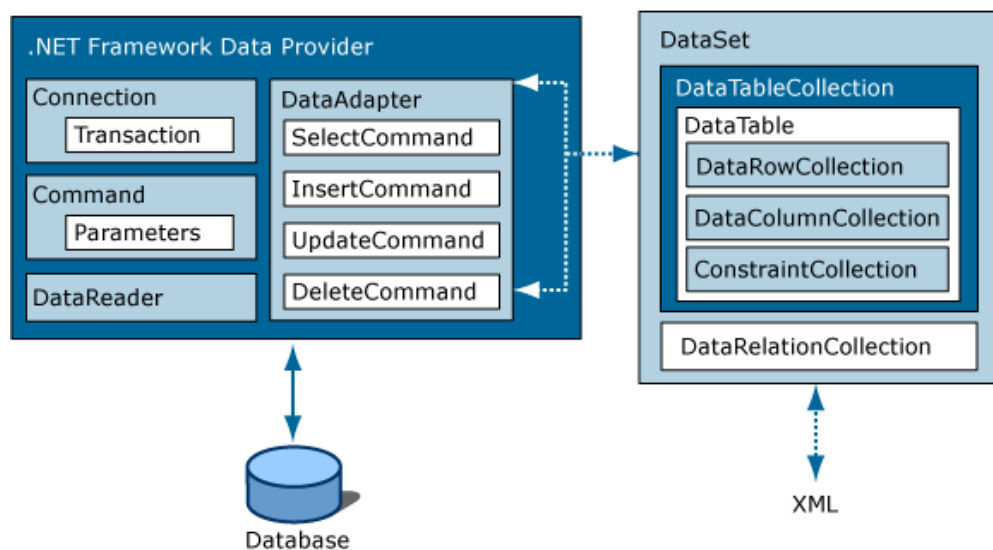 .NET Framework Data Provider
Connection
Transaction
Command
Parameters
DataReader
DataAdapter
SelectCommand
InsertCommand
UpdateCommand
DeleteCommand
DataSet
DataTableCollection
DataTable
DataRowCollection
DataColumnCollection
ConstraintCollection
DataRelationCollection
Database
XML